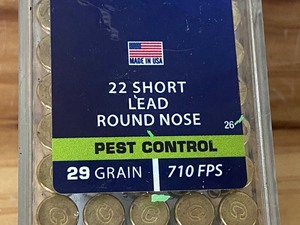 MADE IN USA
22 SHORT
LEAD
ROUND NOSE
26
PEST CONTROL
29 GRAIN 710 FPS
C C C C C